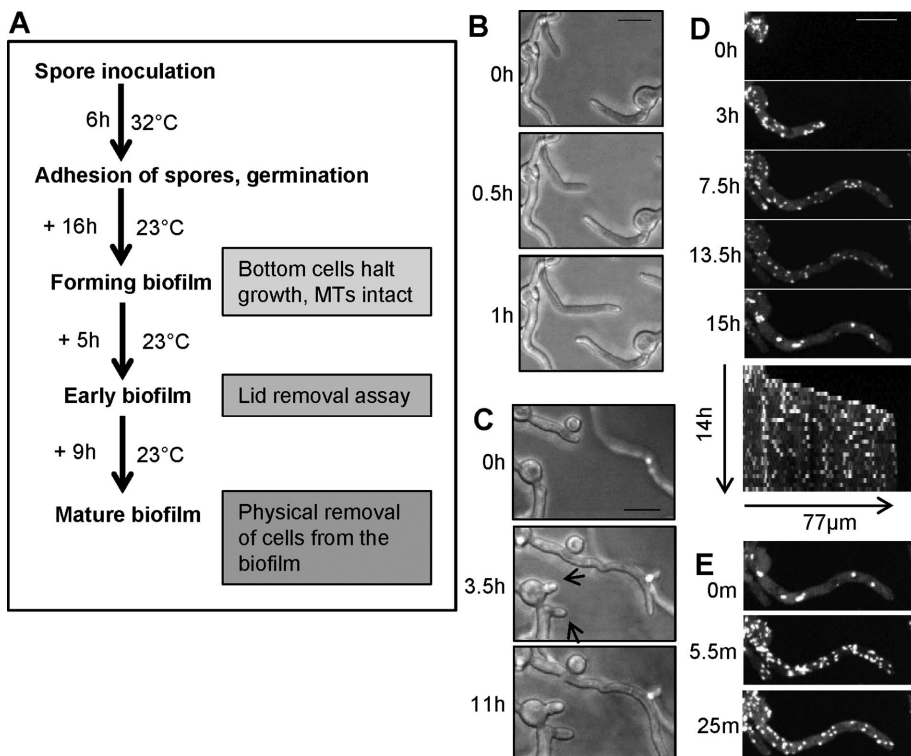 A
Spore inoculation
6h 32°C
Adhesion of spores, germination
+ 16h 23°C
Forming biofilm
Bottom cells halt
growth, MTs intact
+ 5h 23°C
Early biofilm
Lid removal assay
+ 9h 23°C
Mature biofilm
Physical removal
of cells from the
biofilm
B
0h
0.5h
1h
C
0h
3.5h
11h
D
0h
3h
7.5h
13.5h
15h
14h
77µm
E
0m
5.5m
25m